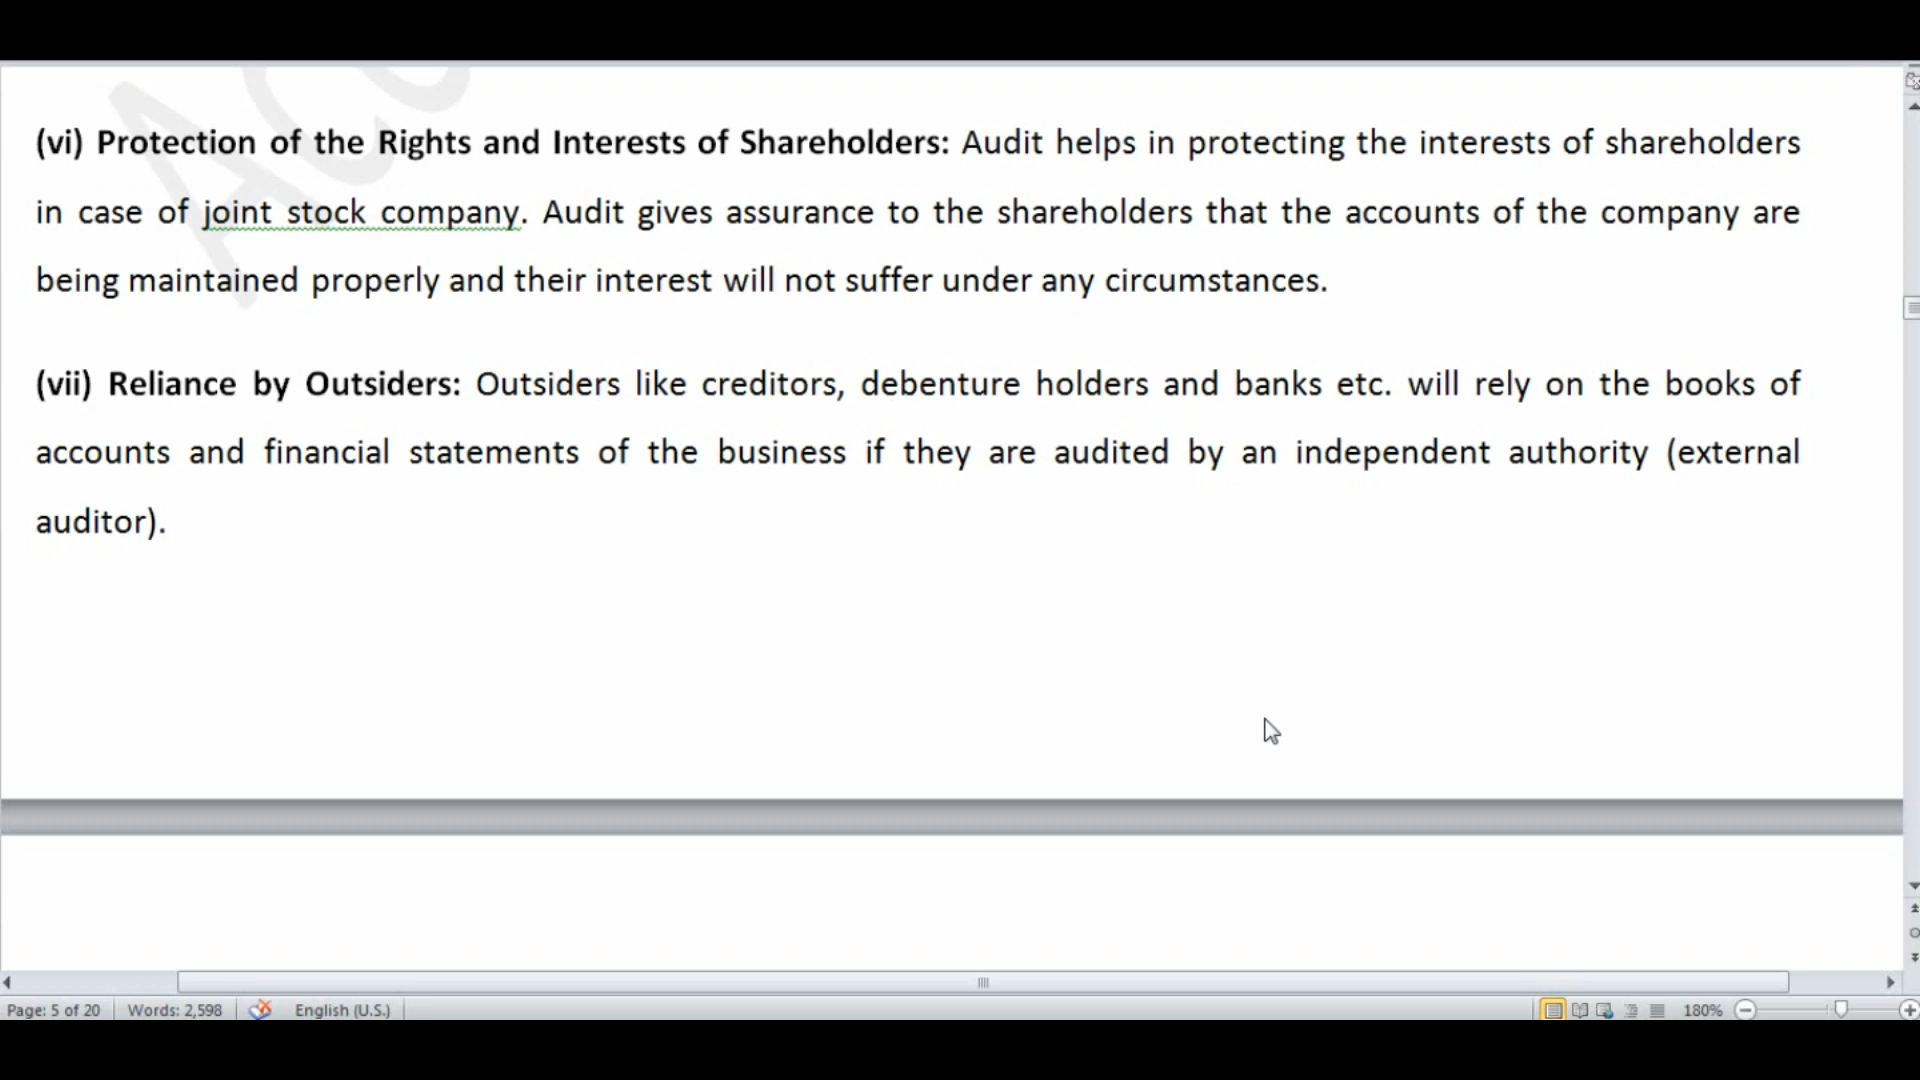 (vi) Protection of the Rights and Interests of Shareholders: Audit helps in protecting the interests of shareholders
in case of joint stock company. Audit gives assurance to the shareholders that the accounts of the company are
being maintained properly and their interest will not suffer under any circumstances.
(vii) Reliance by Outsiders: Outsiders like creditors, debenture holders and banks etc. will rely on the books of
accounts and financial statements of the business if they are audited by an independent authority (external
auditor).
Page: 5 of 20 Words: 2,598 English (U.S.) 180%